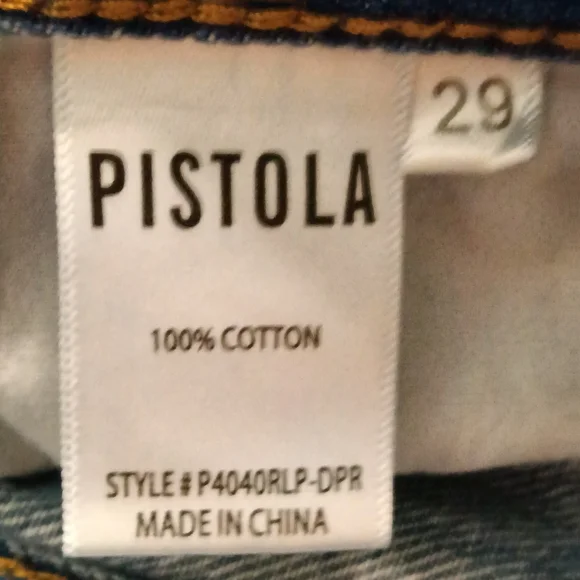 29
PISTOLA
100% COTTON
STYLE # P4040RLP-DPR
MADE IN CHINA